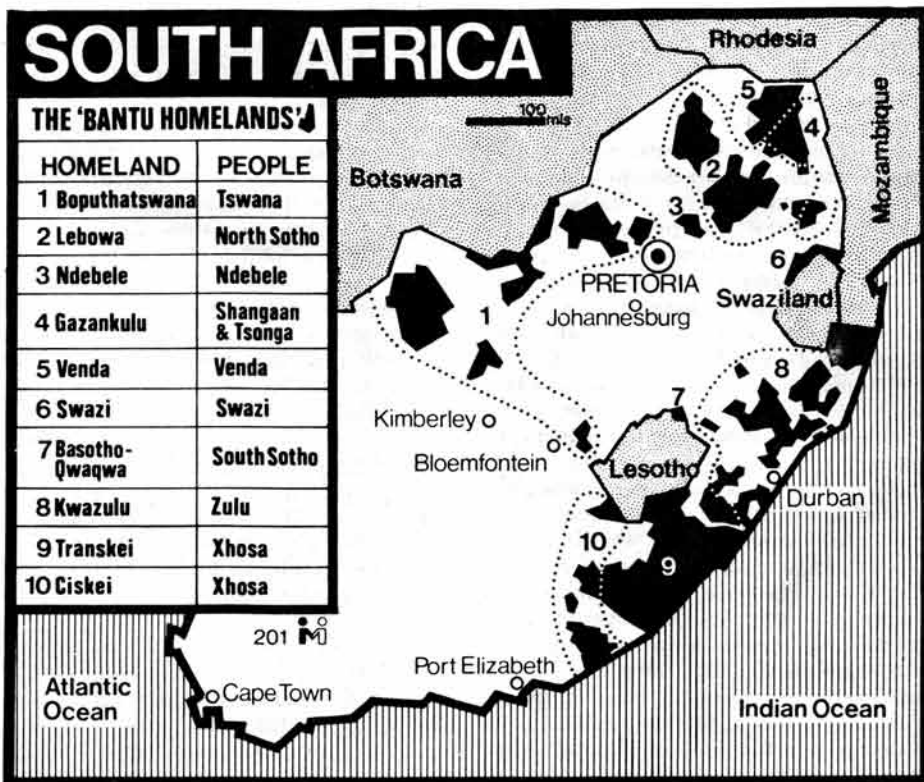 SOUTH AFRICA
THE 'BANTU HOMELANDS'
HOMELAND PEOPLE
1 Boputhatswana Tswana
2 Lebowa North Sotho
3 Ndebele Ndebele
4 Gazankulu Shangaan & Tsonga
5 Venda Venda
6 Swazi Swazi
7 Basotho-Qwaqwa South Sotho
8 Kwazulu Zulu
9 Transkei Xhosa
10 Ciskei Xhosa
201
100
mls
Rhodesia
Mozambique
Botswana
5
4
2
3
6
PRETORIA
Swaziland
Johannesburg
1
8
7
Kimberley
Bloemfontein
Lesotho
Durban
10
9
Port Elizabeth
Cape Town
Atlantic
Ocean
Indian Ocean